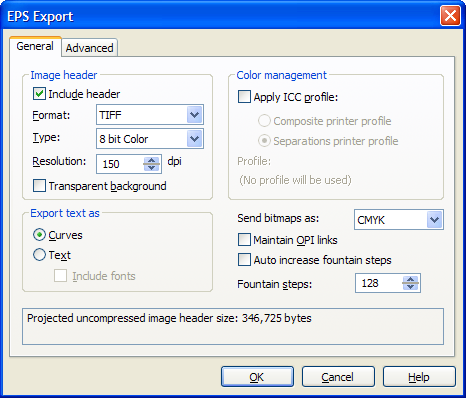 EPS Export
General
Advanced
Image header
Include header
Format: TIFF
Type: 8 bit Color
Resolution: 150 dpi
Transparent background
Export text as
Curves
Text
Include fonts
Color management
Apply ICC profile:
Composite printer profile
Separations printer profile
Profile:
(No profile will be used)
Send bitmaps as: CMYK
Maintain OPI links
Auto increase fountain steps
Fountain steps: 128
Projected uncompressed image header size: 346,725 bytes
OK
Cancel
Help